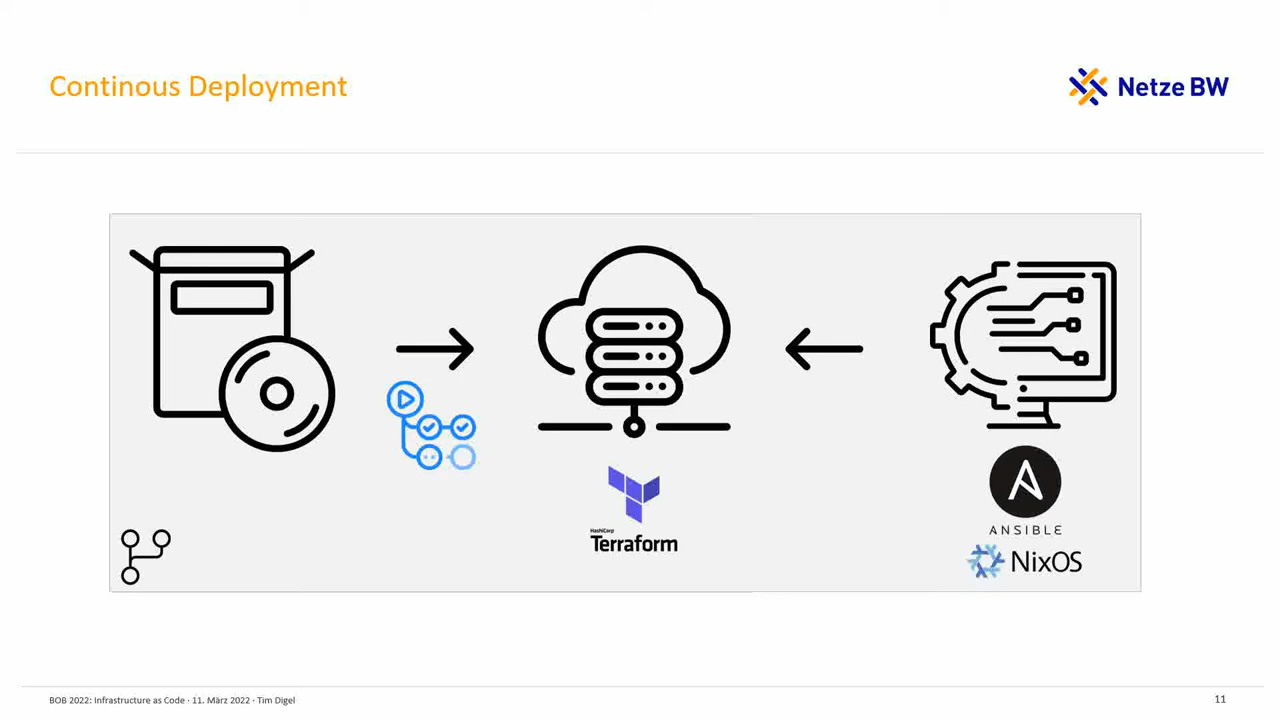 Continous Deployment
Netze BW
HashiCorp
Terraform
ANSIBLE
NixOS
BOB 2022: Infrastructure as Code · 11. März 2022 · Tim Digel
11